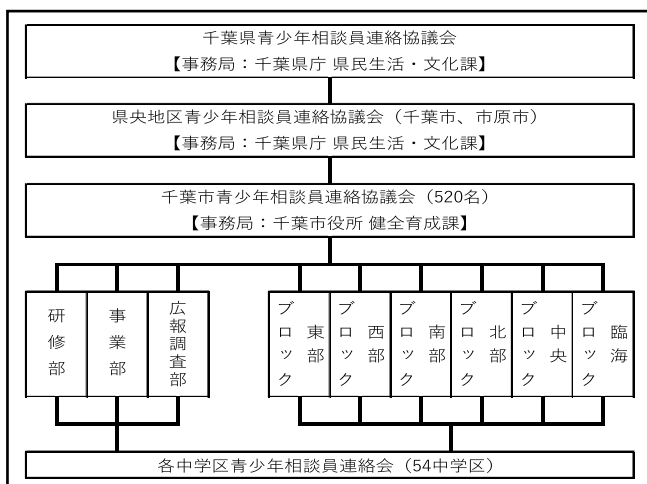 千葉県青少年相談員連絡協議会
【事務局：千葉県庁 県民生活・文化課】
県央地区青少年相談員連絡協議会（千葉市、市原市）
【事務局：千葉県庁 県民生活・文化課】
千葉市青少年相談員連絡協議会（520名）
【事務局：千葉市役所 健全育成課】
研修部
事業部
広報調査部
東部
ブロック
西部
ブロック
南部
ブロック
北部
ブロック
中央
ブロック
臨海
ブロック
各中学区青少年相談員連絡会（54中学区）